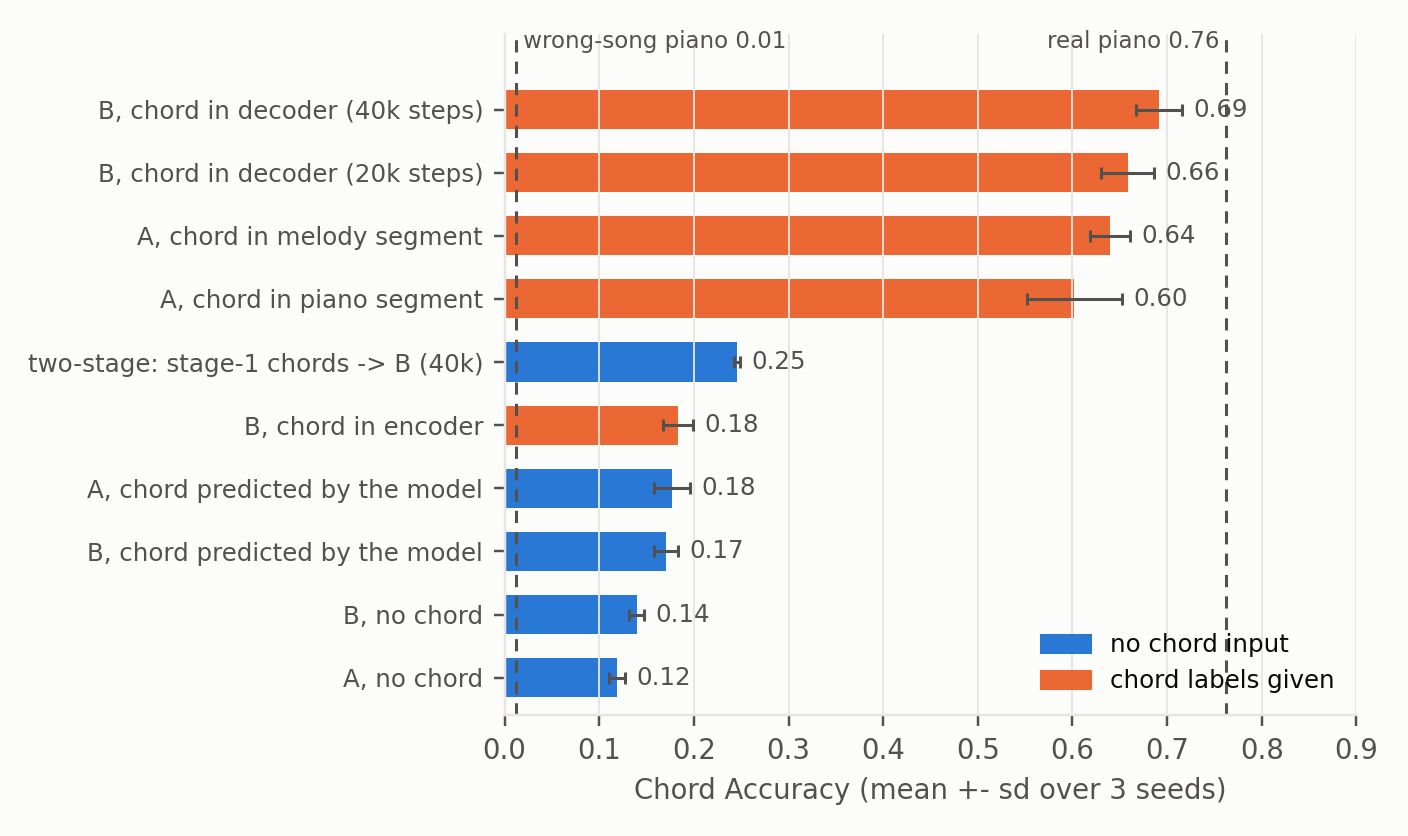 wrong-song piano 0.01
real piano 0.76
B, chord in decoder (40k steps)
0.69
B, chord in decoder (20k steps)
0.66
A, chord in melody segment
0.64
A, chord in piano segment
0.60
two-stage: stage-1 chords -> B (40k)
0.25
B, chord in encoder
0.18
A, chord predicted by the model
0.18
B, chord predicted by the model
0.17
B, no chord
0.14
A, no chord
0.12
no chord input
chord labels given
0.0 0.1 0.2 0.3 0.4 0.5 0.6 0.7 0.8 0.9
Chord Accuracy (mean +- sd over 3 seeds)